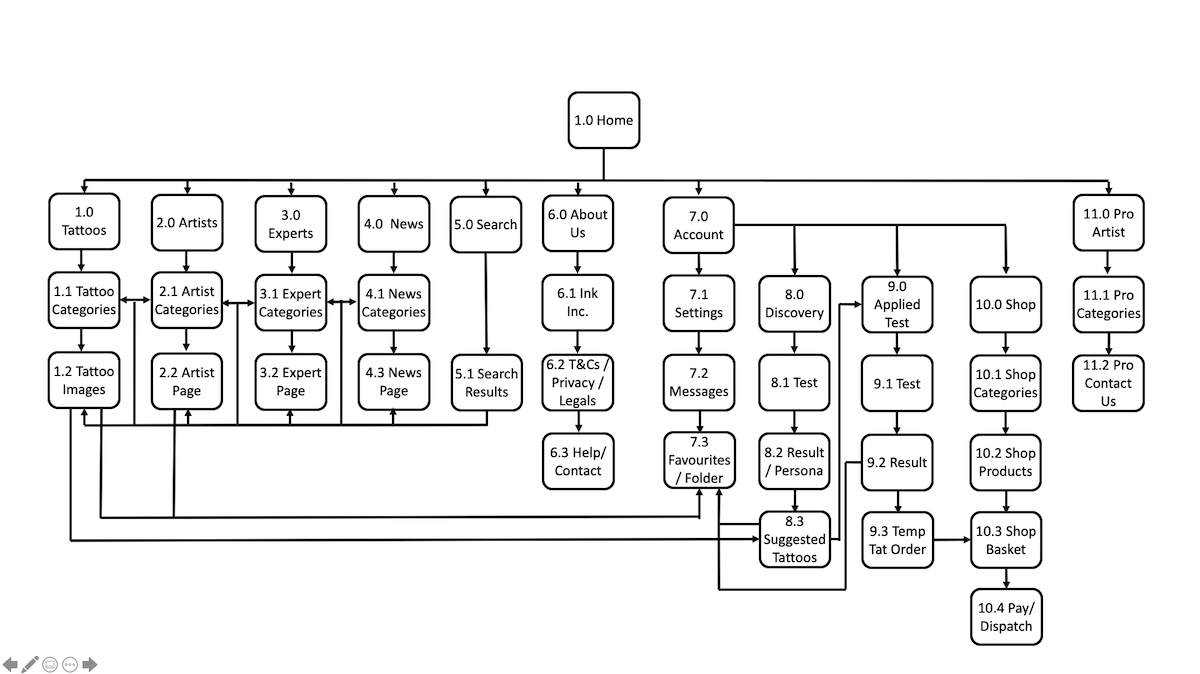 1.0 Home
1.0
Tattoos
2.0 Artists
3.0
Experts
4.0 News
5.0 Search
6.0 About
Us
7.0
Account
11.0 Pro
Artist
1.1 Tattoo
Categories
2.1 Artist
Categories
3.1 Expert
Categories
4.1 News
Categories
6.1 Ink
Inc.
7.1
Settings
8.0
Discovery
9.0
Applied
Test
10.0 Shop
11.1 Pro
Categories
1.2 Tattoo
Images
2.2 Artist
Page
3.2 Expert
Page
4.3 News
Page
5.1 Search
Results
6.2 T&Cs /
Privacy /
Legals
7.2
Messages
8.1 Test
9.1 Test
10.1 Shop
Categories
11.2 Pro
Contact
Us
6.3 Help/
Contact
7.3
Favourites
/ Folder
8.2 Result
/ Persona
9.2 Result
10.2 Shop
Products
8.3
Suggested
Tattoos
9.3 Temp
Tat Order
10.3 Shop
Basket
10.4 Pay/
Dispatch